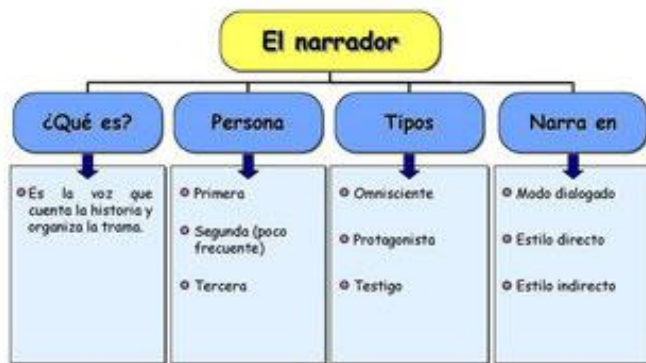 El narrador
¿Qué es?
Persona
Tipos
Narra en
Es la voz que
cuenta la historia y
organiza la trama.
Primera
Segunda (poco
frecuente)
Tercera
Omnisciente
Protagonista
Testigo
Modo dialogado
Estilo directo
Estilo indirecto